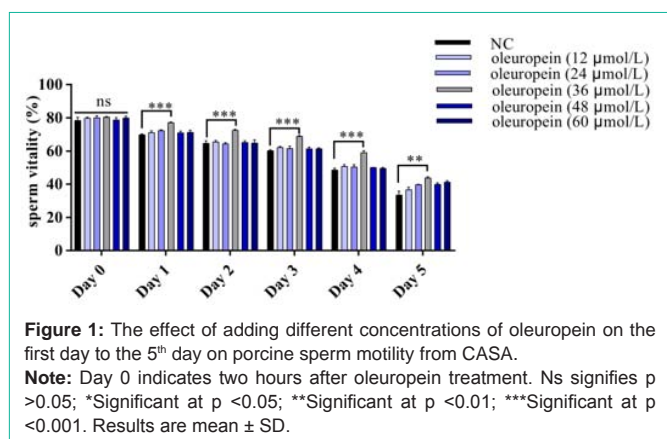 NC
oleuropein (12 μmol/L)
oleuropein (24 μmol/L)
oleuropein (36 μmol/L)
oleuropein (48 μmol/L)
oleuropein (60 μmol/L)
sperm vitality (%)
100
80
60
40
20
0
ns
***
***
***
***
**
Day 0
Day 1
Day 2
Day 3
Day 4
Day 5
Figure 1: The effect of adding different concentrations of oleuropein on the
first day to the 5th day on porcine sperm motility from CASA.
Note: Day 0 indicates two hours after oleuropein treatment. Ns signifies p
>0.05; *Significant at p <0.05; **Significant at p <0.01; ***Significant at p
<0.001. Results are mean ± SD.